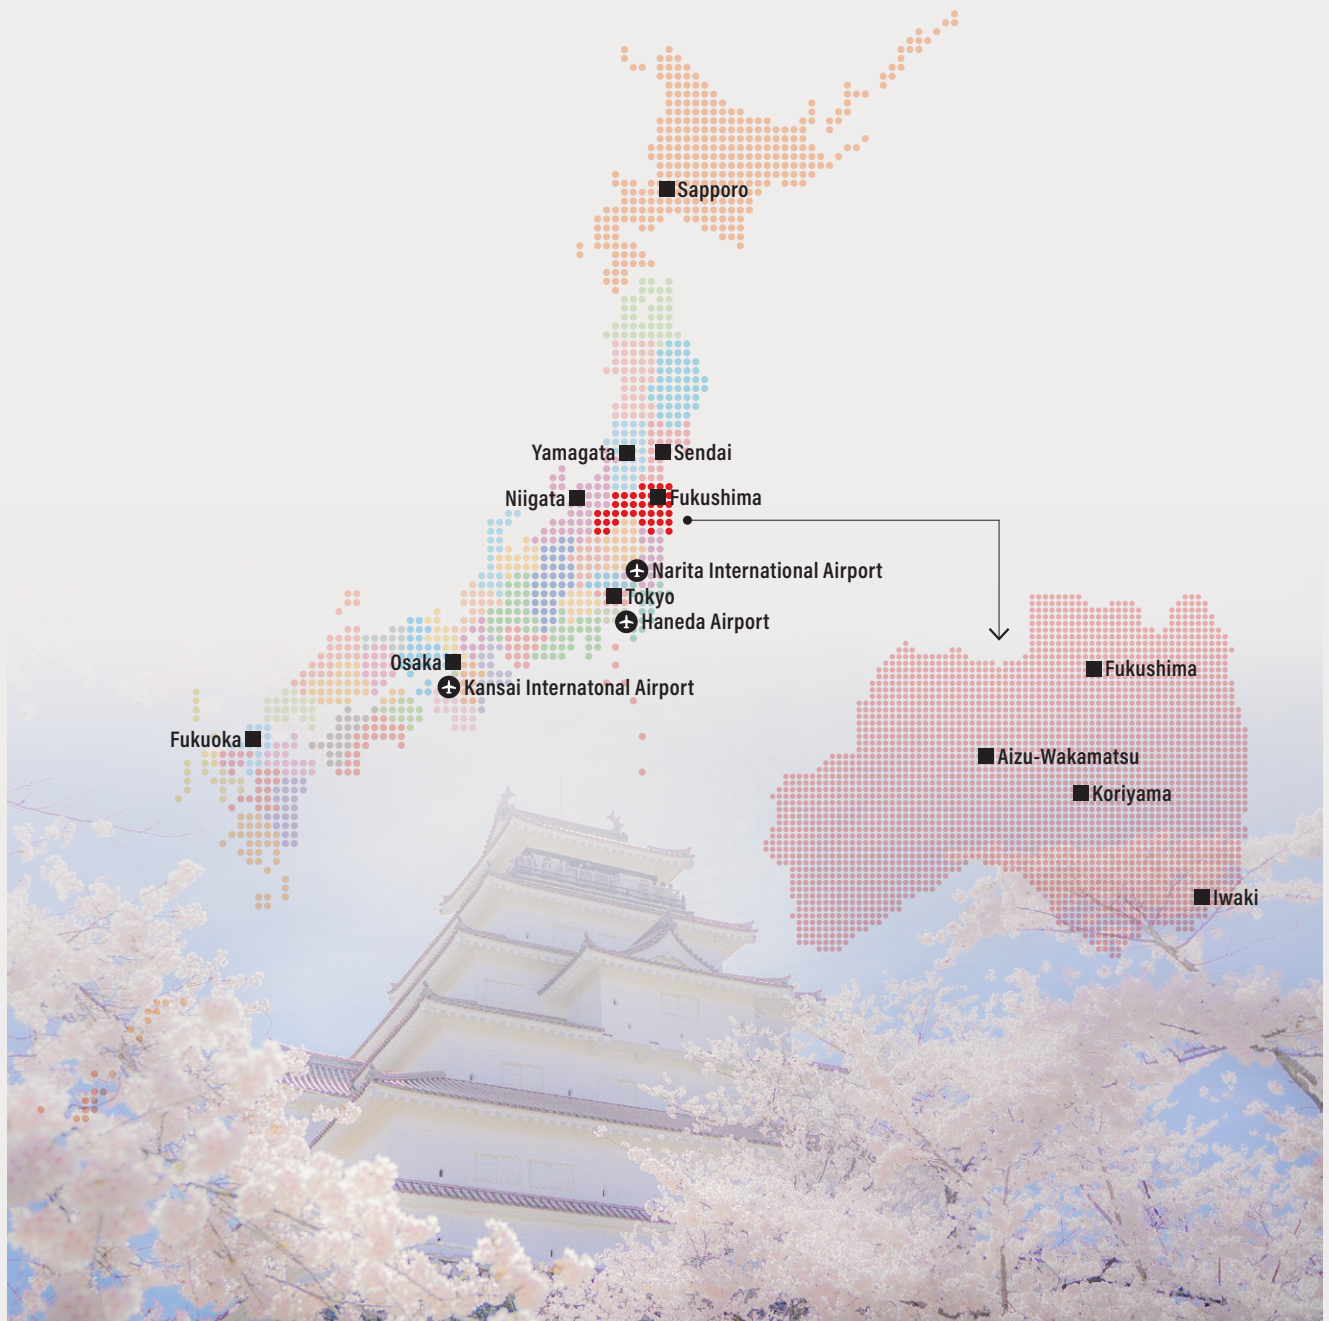 Sapporo
Yamagata
Sendai
Niigata
Fukushima
Narita International Airport
Tokyo
Haneda Airport
Osaka
Kansai Internatonal Airport
Fukuoka
Fukushima
Aizu-Wakamatsu
Koriyama
Iwaki